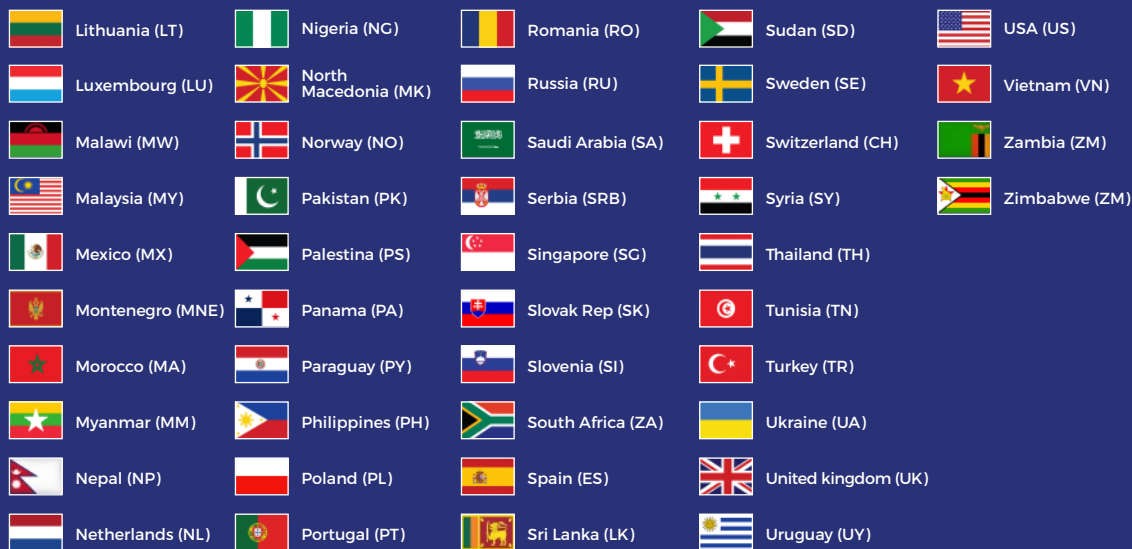 Lithuania (LT)
Luxembourg (LU)
Malawi (MW)
Malaysia (MY)
Mexico (MX)
Montenegro (MNE)
Morocco (MA)
Myanmar (MM)
Nepal (NP)
Netherlands (NL)
Nigeria (NG)
North
Macedonia (MK)
Norway (NO)
Pakistan (PK)
Palestina (PS)
Panama (PA)
Paraguay (PY)
Philippines (PH)
Poland (PL)
Portugal (PT)
Romania (RO)
Russia (RU)
Saudi Arabia (SA)
Serbia (SRB)
Singapore (SG)
Slovak Rep (SK)
Slovenia (SI)
South Africa (ZA)
Spain (ES)
Sri Lanka (LK)
Sudan (SD)
Sweden (SE)
Switzerland (CH)
Syria (SY)
Thailand (TH)
Tunisia (TN)
Turkey (TR)
Ukraine (UA)
United kingdom (UK)
Uruguay (UY)
USA (US)
Vietnam (VN)
Zambia (ZM)
Zimbabwe (ZM)